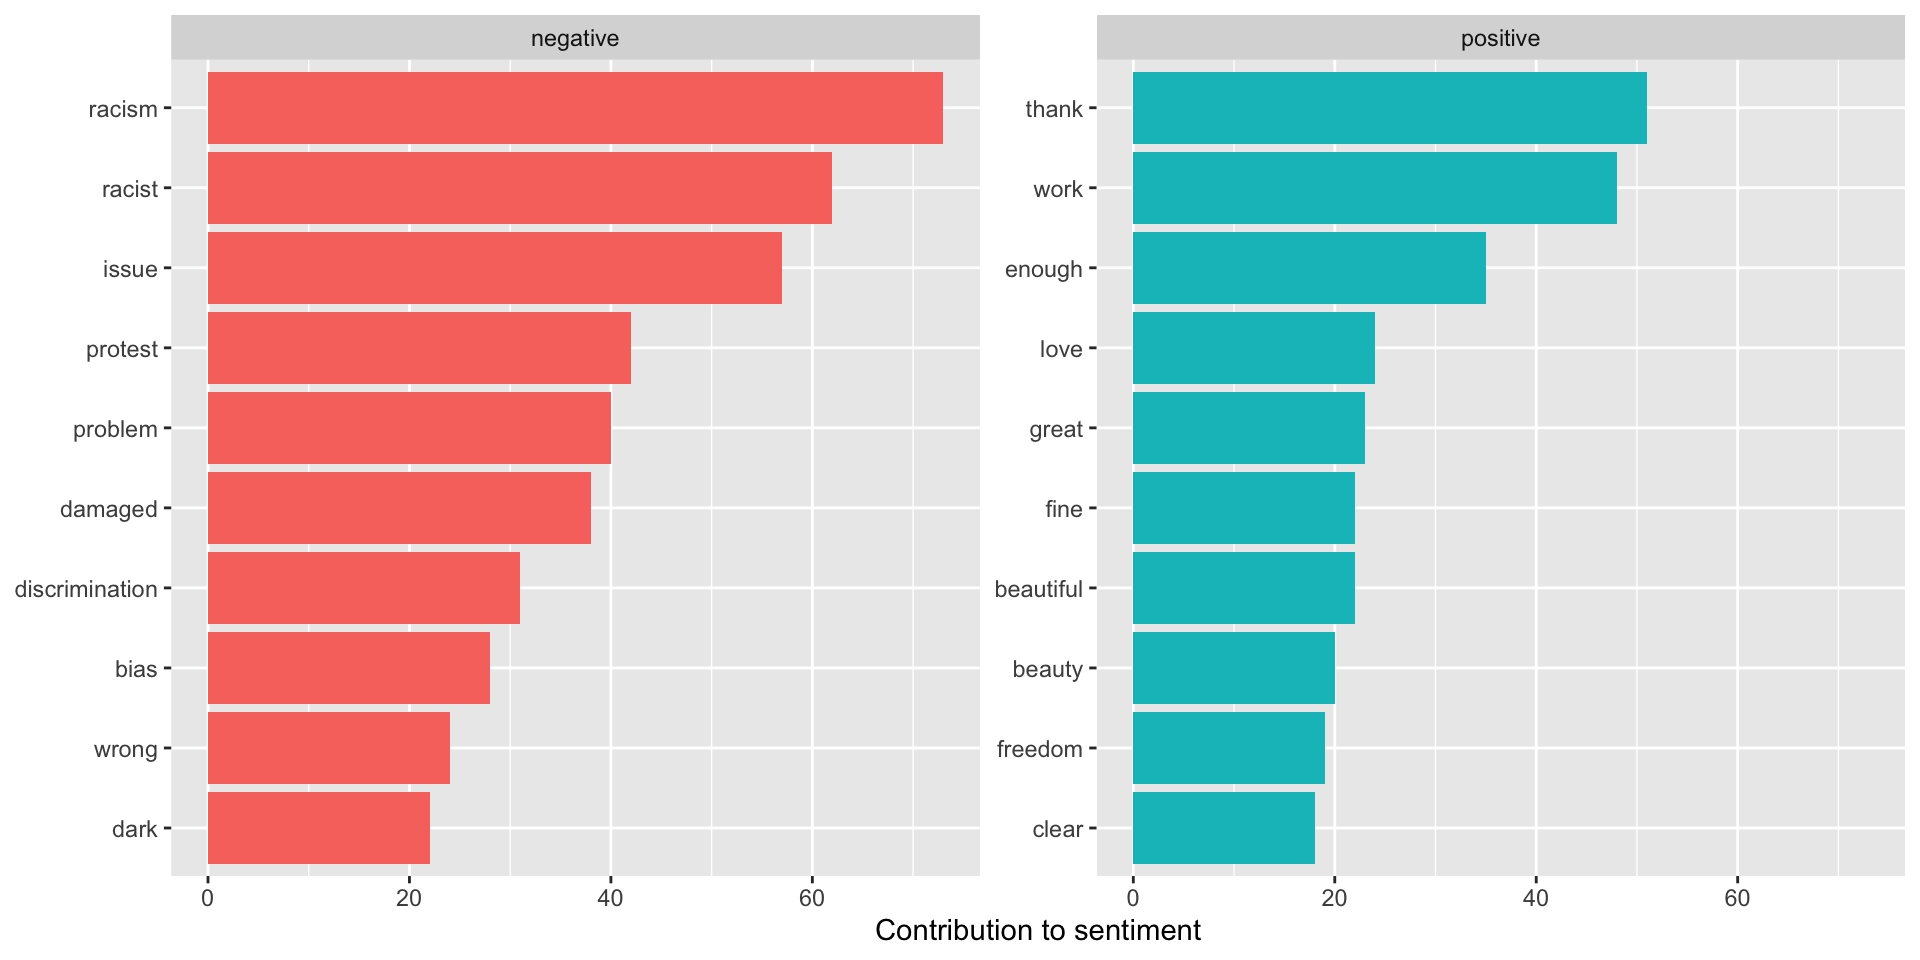 negative
racism
racist
issue
protest
problem
damaged
discrimination
bias
wrong
dark
0 20 40 60
positive
thank
work
enough
love
great
fine
beautiful
beauty
freedom
clear
0 20 40 60
Contribution to sentiment